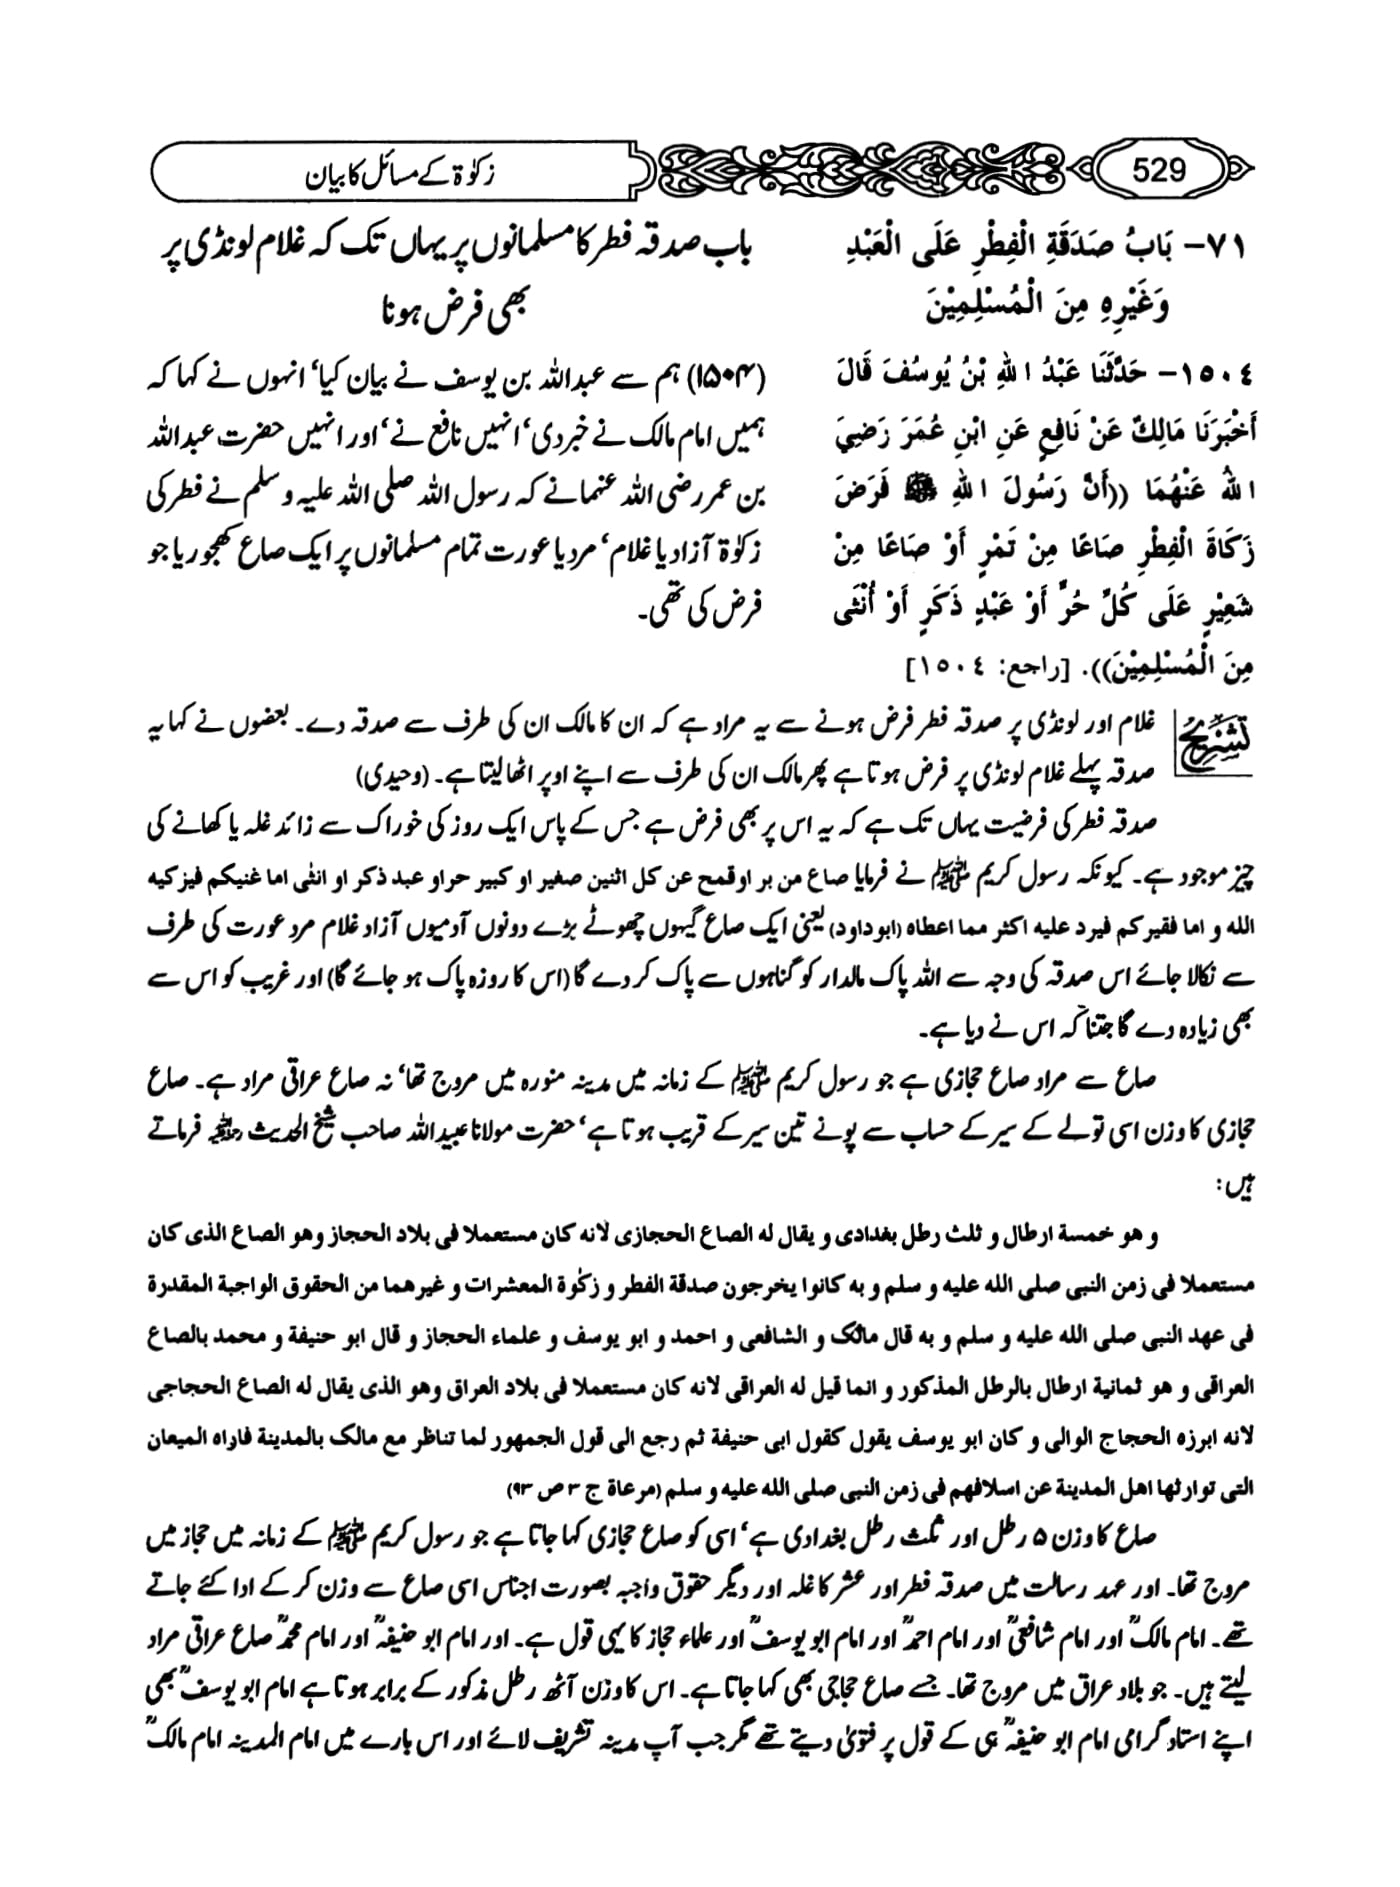 529
زکوٰۃ کے مسائل کا بیان
٧١- بَابُ صَدَقَةِ الْفِطْرِ عَلَى الْعَبْدِ
وَغَيْرِهِ مِنَ الْمُسْلِمِيْنَ
١٥٠٤- حَدَّثَنَا عَبْدُ اللهِ بْنُ يُوسُفَ قَالَ
أَخْبَرَنَا مَالِكٌ عَنْ نَافِعٍ عَنِ ابْنِ عُمَرَ رَضِيَ
اللهُ عَنْهُمَا ((أَنَّ رَسُولَ اللهِ ﷺ فَرَضَ
زَكَاةَ الْفِطْرِ صَاعًا مِنْ تَمْرٍ أَوْ صَاعًا مِنْ
شَعِيْرٍ عَلَى كُلِّ حُرٍّ أَوْ عَبْدٍ ذَكَرٍ أَوْ أُنْثَى
مِنَ الْمُسْلِمِيْنَ)). [راجع: ١٥٠٤]
باب صدقہ فطر کا مسلمانوں پر یہاں تک کہ غلام لونڈی پر
بھی فرض ہونا
(۱۵۰۴) ہم سے عبداللہ بن یوسف نے بیان کیا‘ انہوں نے کہا کہ
ہمیں امام مالک نے خبر دی‘ انہیں نافع نے‘ اور انہیں حضرت عبداللہ
بن عمر رضی اللہ عنہما نے کہ رسول اللہ صلی اللہ علیہ و سلم نے فطر کی
زکوٰۃ آزاد یا غلام‘ مرد یا عورت تمام مسلمانوں پر ایک صاع کھجور یا جو
فرض کی تھی۔
تشریح غلام اور لونڈی پر صدقہ فطر فرض ہونے سے یہ مراد ہے کہ ان کا مالک ان کی طرف سے صدقہ دے۔ بعضوں نے کہا یہ
صدقہ پہلے غلام لونڈی پر فرض ہوتا ہے پھر مالک ان کی طرف سے اپنے اوپر اٹھا لیتا ہے۔ (وحیدی)
صدقہ فطر کی فرضیت یہاں تک ہے کہ یہ اس پر بھی فرض ہے جس کے پاس ایک روز کی خوراک سے زائد غلہ یا کھانے کی
چیز موجود ہے۔ کیونکہ رسول کریم ﷺ نے فرمایا صاع من بر او قمح عن کل اثنین صغیر او کبیر حر او عبد ذکر او انثٰی اما غنیکم فیزکیه
الله و اما فقیرکم فیرد علیه اکثر مما اعطاه (ابوداود) یعنی ایک صاع گیہوں چھوٹے بڑے دونوں آدمیوں آزاد غلام مرد عورت کی طرف
سے نکالا جائے اس صدقہ کی وجہ سے اللہ پاک مالدار کو گناہوں سے پاک کر دے گا (اس کا روزہ پاک ہو جائے گا) اور غریب کو اس سے
بھی زیادہ دے گا جتنا کہ اس نے دیا ہے۔
صاع سے مراد صاع حجازی ہے جو رسول کریم ﷺ کے زمانہ میں مدینہ منورہ میں مروج تھا‘ نہ صاع عراقی مراد ہے۔ صاع
حجازی کا وزن اسی تولے کے سیر کے حساب سے پونے تین سیر کے قریب ہوتا ہے‘ حضرت مولانا عبیداللہ صاحب شیخ الحدیث رحمۃ اللہ علیہ فرماتے
ہیں:
و هو خمسة ارطال و ثلث رطل بغدادی و یقال له الصاع الحجازی لانه کان مستعملا فی بلاد الحجاز وهو الصاع الذی کان
مستعملا فی زمن النبی صلی الله علیه و سلم و به کانوا یخرجون صدقة الفطر و زکٰوة المعشرات و غیرهما من الحقوق الواجبة المقدرة
فی عهد النبی صلی الله علیه و سلم و به قال مالک و الشافعی و احمد و ابو یوسف و علماء الحجاز و قال ابو حنیفة و محمد بالصاع
العراقی و هو ثمانیة ارطال بالرطل المذکور و انما قیل له العراقی لانه کان مستعملا فی بلاد العراق وهو الذی یقال له الصاع الحجاجی
لانه ابرزه الحجاج الوالی و کان ابو یوسف یقول کقول ابی حنیفة ثم رجع الی قول الجمهور لما تناظر مع مالک بالمدینة فاراه المیعان
التی توارثها اهل المدینة عن اسلافهم فی زمن النبی صلی الله علیه و سلم (مرعاة ج ۳ ص ۹۳)
صاع کا وزن ۵ رطل اور ثلث رطل بغدادی ہے‘ اسی کو صاع حجازی کہا جاتا ہے جو رسول کریم ﷺ کے زمانہ میں حجاز میں
مروج تھا۔ اور عہد رسالت میں صدقہ فطر اور عشر کا غلہ اور دیگر حقوق واجبہ بصورت اجناس اسی صاع سے وزن کر کے ادا کئے جاتے
تھے۔ امام مالکؒ اور امام شافعیؒ اور امام احمدؒ اور امام ابو یوسفؒ اور علماء حجاز کا یہی قول ہے۔ اور امام ابو حنیفہؒ اور امام محمدؒ صاع عراقی مراد
لیتے ہیں۔ جو بلاد عراق میں مروج تھا۔ جسے صاع حجاجی بھی کہا جاتا ہے۔ اس کا وزن آٹھ رطل مذکور کے برابر ہوتا ہے امام ابو یوسفؒ بھی
اپنے استاد گرامی امام ابو حنیفہؒ ہی کے قول پر فتویٰ دیتے تھے مگر جب آپ مدینہ تشریف لائے اور اس بارے میں امام المدینہ امام مالکؒ